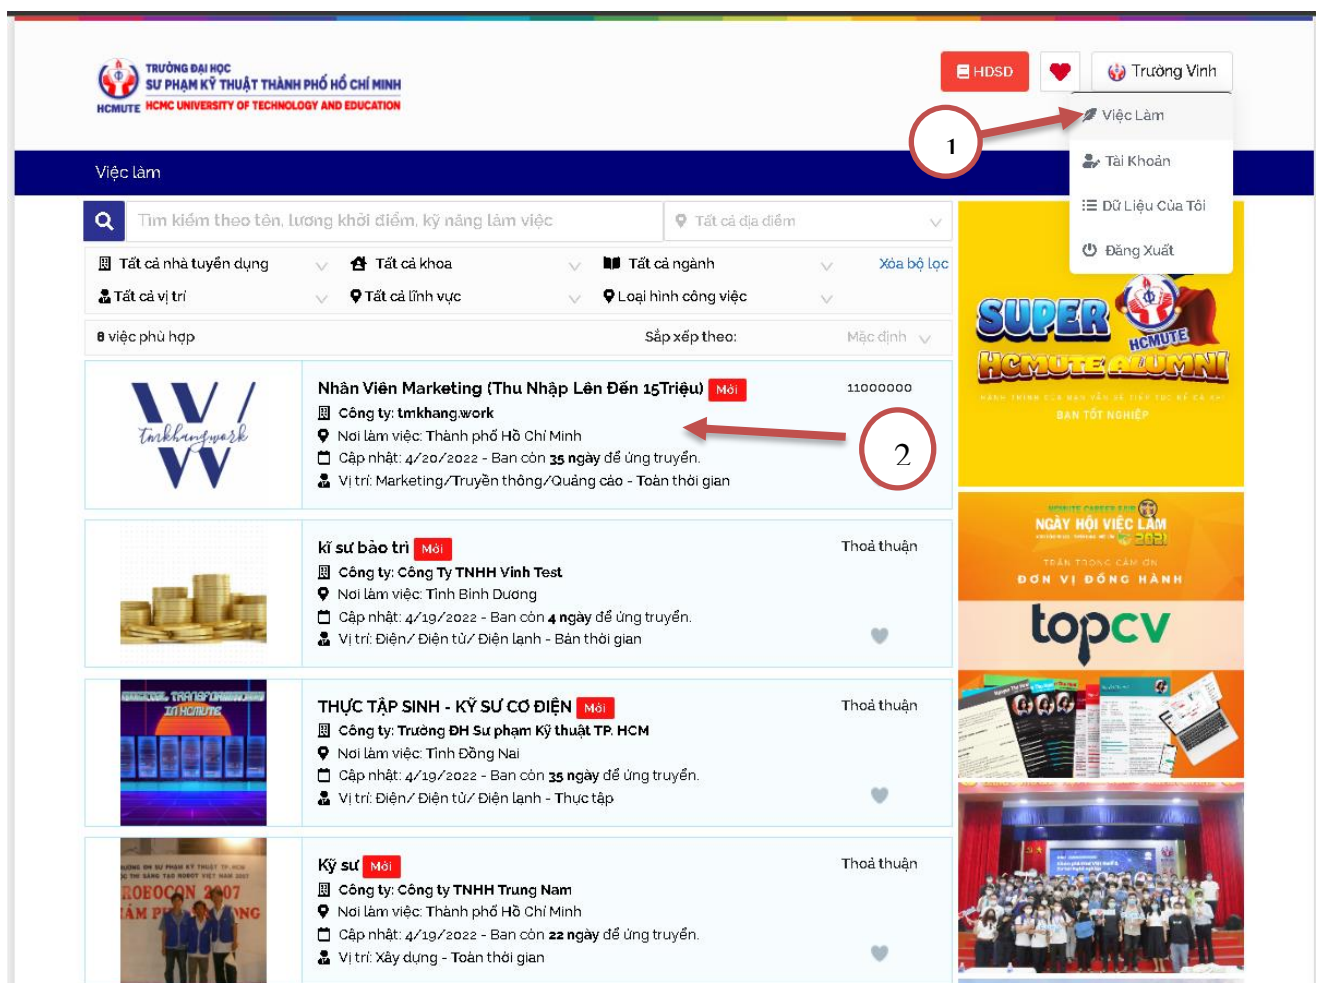 TRƯỜNG ĐẠI HỌC
SƯ PHẠM KỸ THUẬT THÀNH PHỐ HỒ CHÍ MINH
HCMUTE HCMC UNIVERSITY OF TECHNOLOGY AND EDUCATION
HDSD
Trường Vinh
Việc Làm
1
Tài Khoản
Dữ Liệu Của Tôi
Đăng Xuất
Việc làm
Tìm kiếm theo tên, lương khởi điểm, kỹ năng làm việc
Tất cả địa điểm
Tất cả nhà tuyển dụng
Tất cả khoa
Tất cả ngành
Xóa bộ lọc
Tất cả vị trí
Tất cả lĩnh vực
Loại hình công việc
8 việc phù hợp
Sắp xếp theo:
Mặc định
tmkhangwork
Nhân Viên Marketing (Thu Nhập Lên Đến 15Triệu) Mới
11000000
Công ty: tmkhang.work
Nơi làm việc: Thành phố Hồ Chí Minh
Cập nhật: 4/20/2022 - Bạn còn 35 ngày để ứng truyển.
Vị trí: Marketing/Truyền thông/Quảng cáo - Toàn thời gian
2
kĩ sư bảo trì Mới
Thoả thuận
Công ty: Công Ty TNHH Vinh Test
Nơi làm việc: Tỉnh Bình Dương
Cập nhật: 4/19/2022 - Bạn còn 4 ngày để ứng truyển.
Vị trí: Điện/ Điện tử/ Điện lạnh - Bán thời gian
IN HCMUTE
THỰC TẬP SINH - KỸ SƯ CƠ ĐIỆN Mới
Thoả thuận
Công ty: Trường ĐH Sư phạm Kỹ thuật TP. HCM
Nơi làm việc: Tỉnh Đồng Nai
Cập nhật: 4/19/2022 - Bạn còn 35 ngày để ứng truyển.
Vị trí: Điện/ Điện tử/ Điện lạnh - Thực tập
ROBOCON 2007
Kỹ sư Mới
Thoả thuận
Công ty: Công ty TNHH Trung Nam
Nơi làm việc: Thành phố Hồ Chí Minh
Cập nhật: 4/19/2022 - Bạn còn 22 ngày để ứng truyển.
Vị trí: Xây dựng - Toàn thời gian
SUPER
HCMUTE
HCMUTE ALUMNI
BẠN TỐT NGHIỆP
HCMUTE CAREER FAIR
NGÀY HỘI VIỆC LÀM
2021
TRÂN TRỌNG CẢM ƠN
ĐƠN VỊ ĐỒNG HÀNH
topcv